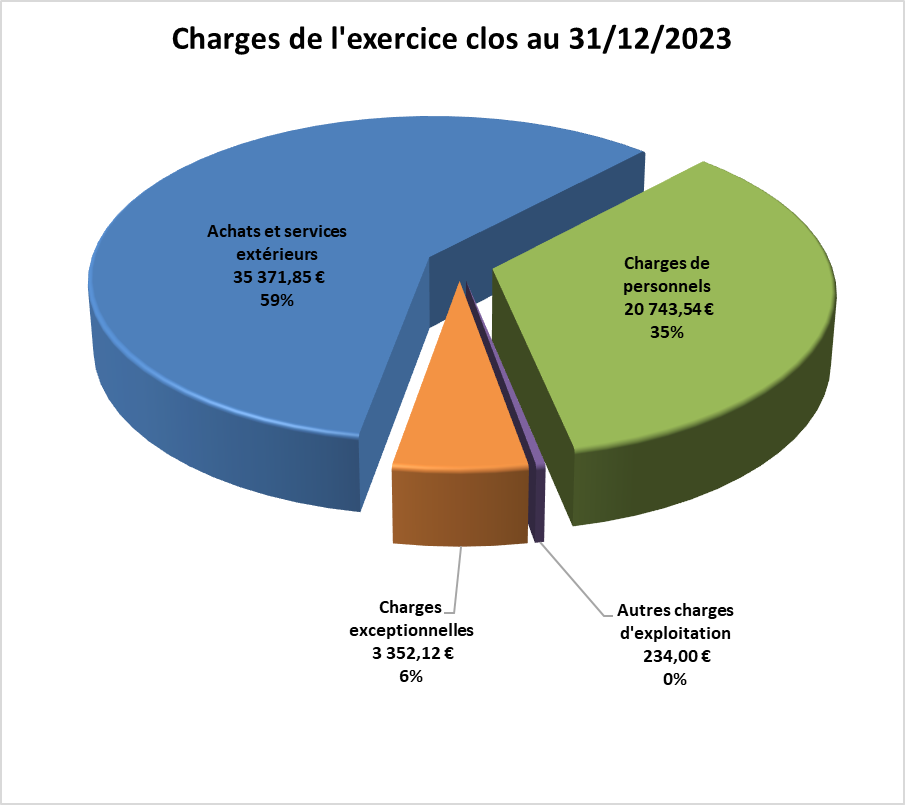 Charges de l'exercice clos au 31/12/2023
Achats et services
extérieurs
35 371,85 €
59%
Charges de
personnels
20 743,54 €
35%
Charges
exceptionnelles
3 352,12 €
6%
Autres charges
d'exploitation
234,00 €
0%